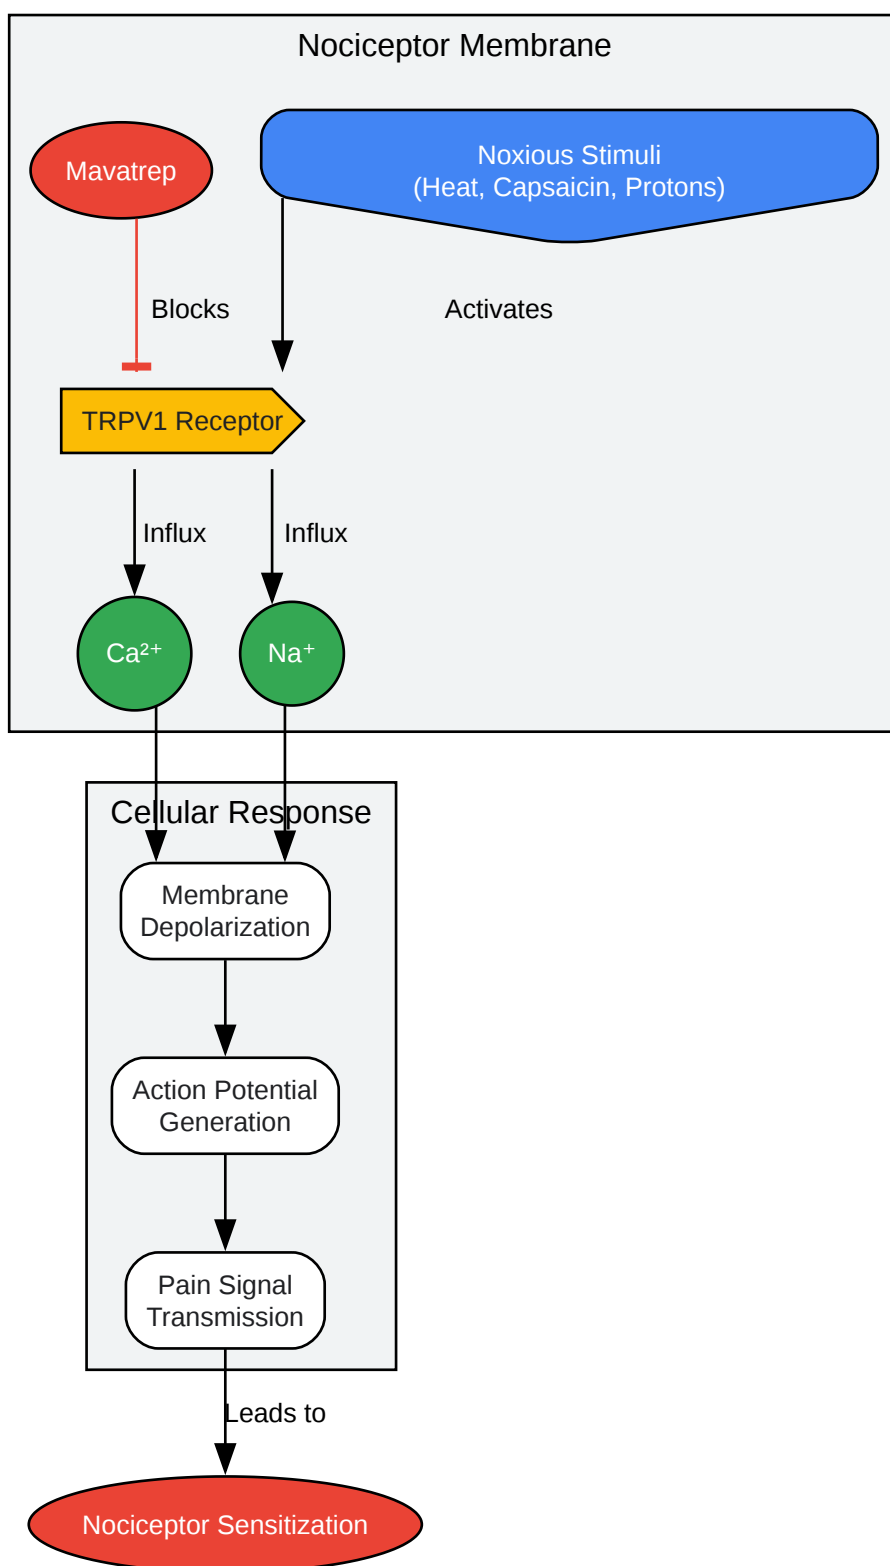 Nociceptor Membrane
Mavatrep
Noxious Stimuli
(Heat, Capsaicin, Protons)
Blocks
Activates
TRPV1 Receptor
Influx
Influx
Ca²⁺
Na⁺
Cellular Response
Membrane
Depolarization
Action Potential
Generation
Pain Signal
Transmission
Leads to
Nociceptor Sensitization